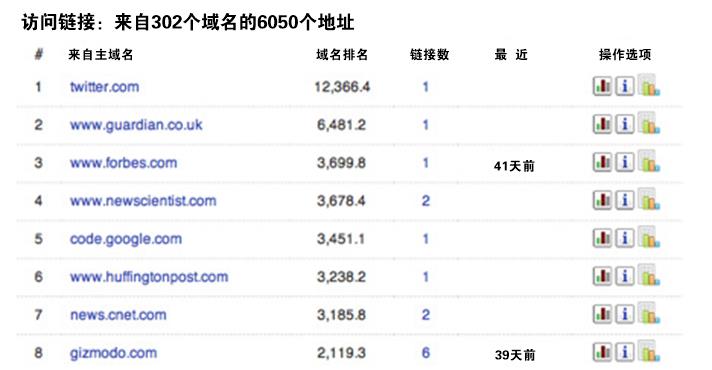 访问链接：来自302个域名的6050个地址
# 来自主域名 域名排名 链接数 最 近 操作选项
1 twitter.com 12,366.4 1
2 www.guardian.co.uk 6,481.2 1
3 www.forbes.com 3,699.8 1 41天前
4 www.newscientist.com 3,678.4 2
5 code.google.com 3,451.1 1
6 www.huffingtonpost.com 3,238.2 1
7 news.cnet.com 3,185.8 2
8 gizmodo.com 2,119.3 6 39天前